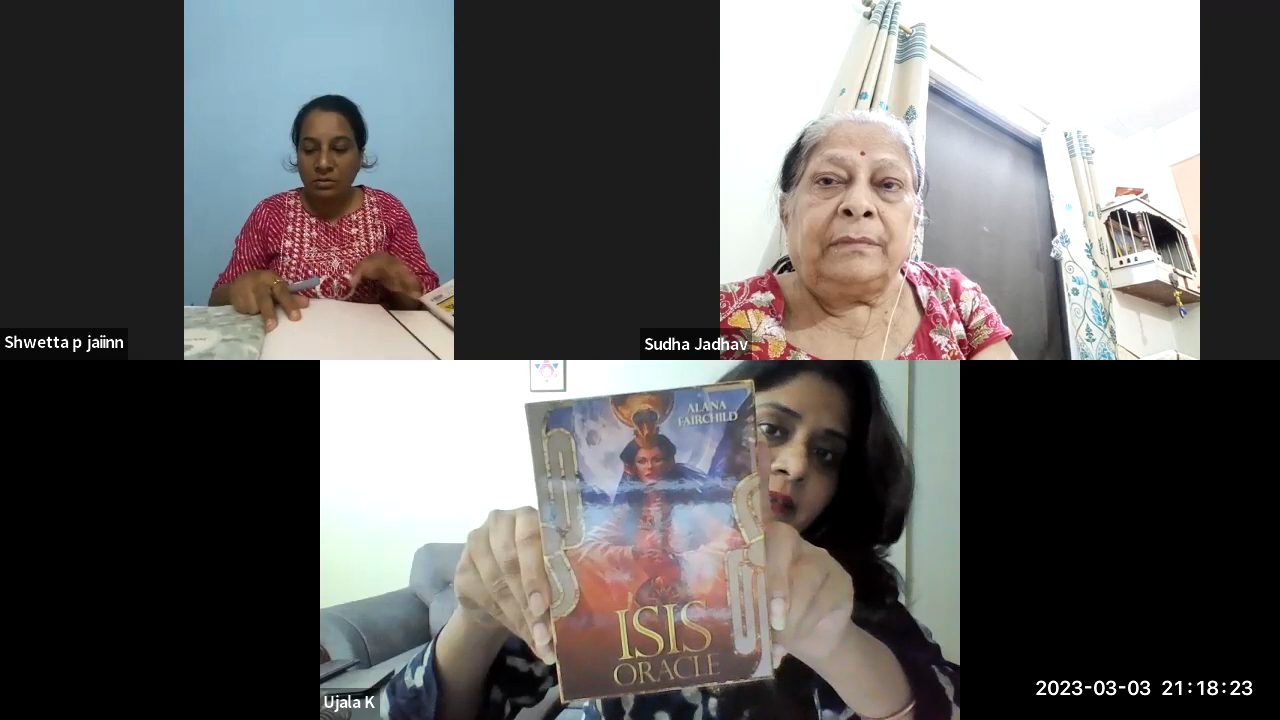 Shwetta p jaiinn
Sudha Jadhav
ALANA
FAIRCHILD
ISIS
ORACLE
Ujala K
2023-03-03 21:18:23